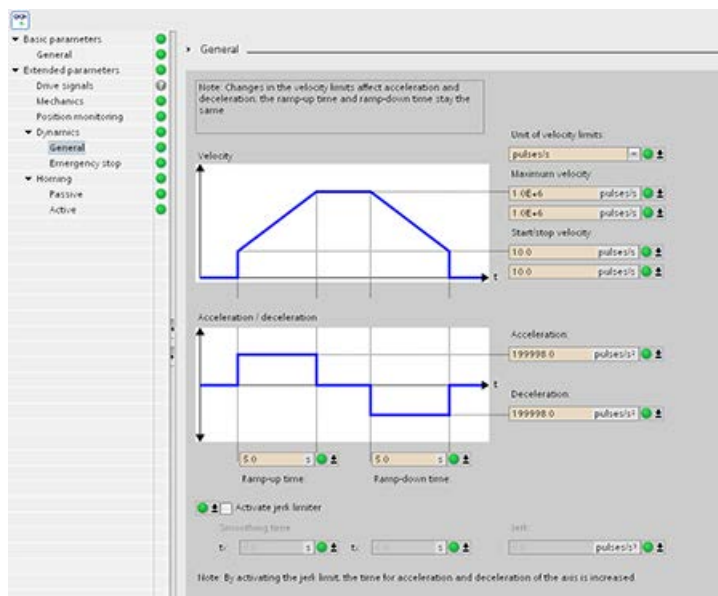 Basic parameters
General
Extended parameters
Drive signals
Mechanics
Position monitoring
Dynamics
General
Emergency stop
Homing
Passive
Active
General
Note: Changes in the velocity limits affect acceleration and
deceleration, the ramp-up time and ramp-down time stay the
same
Unit of velocity limits:
pulses/s
Velocity
Maximum velocity:
1.0E+6 pulses/s
1.0E+6 pulses/s
Start/stop velocity:
10.0 pulses/s
10.0 pulses/s
t
Acceleration / deceleration
Acceleration:
199998.0 pulses/s²
t
Deceleration:
199998.0 pulses/s²
5.0 s 5.0 s
Ramp-up time: Ramp-down time:
Activate jerk limiter
Smoothing time Jerk:
t₁: s t₂: s pulses/s³
Note: By activating the jerk limit, the time for acceleration and deceleration of the axis is increased